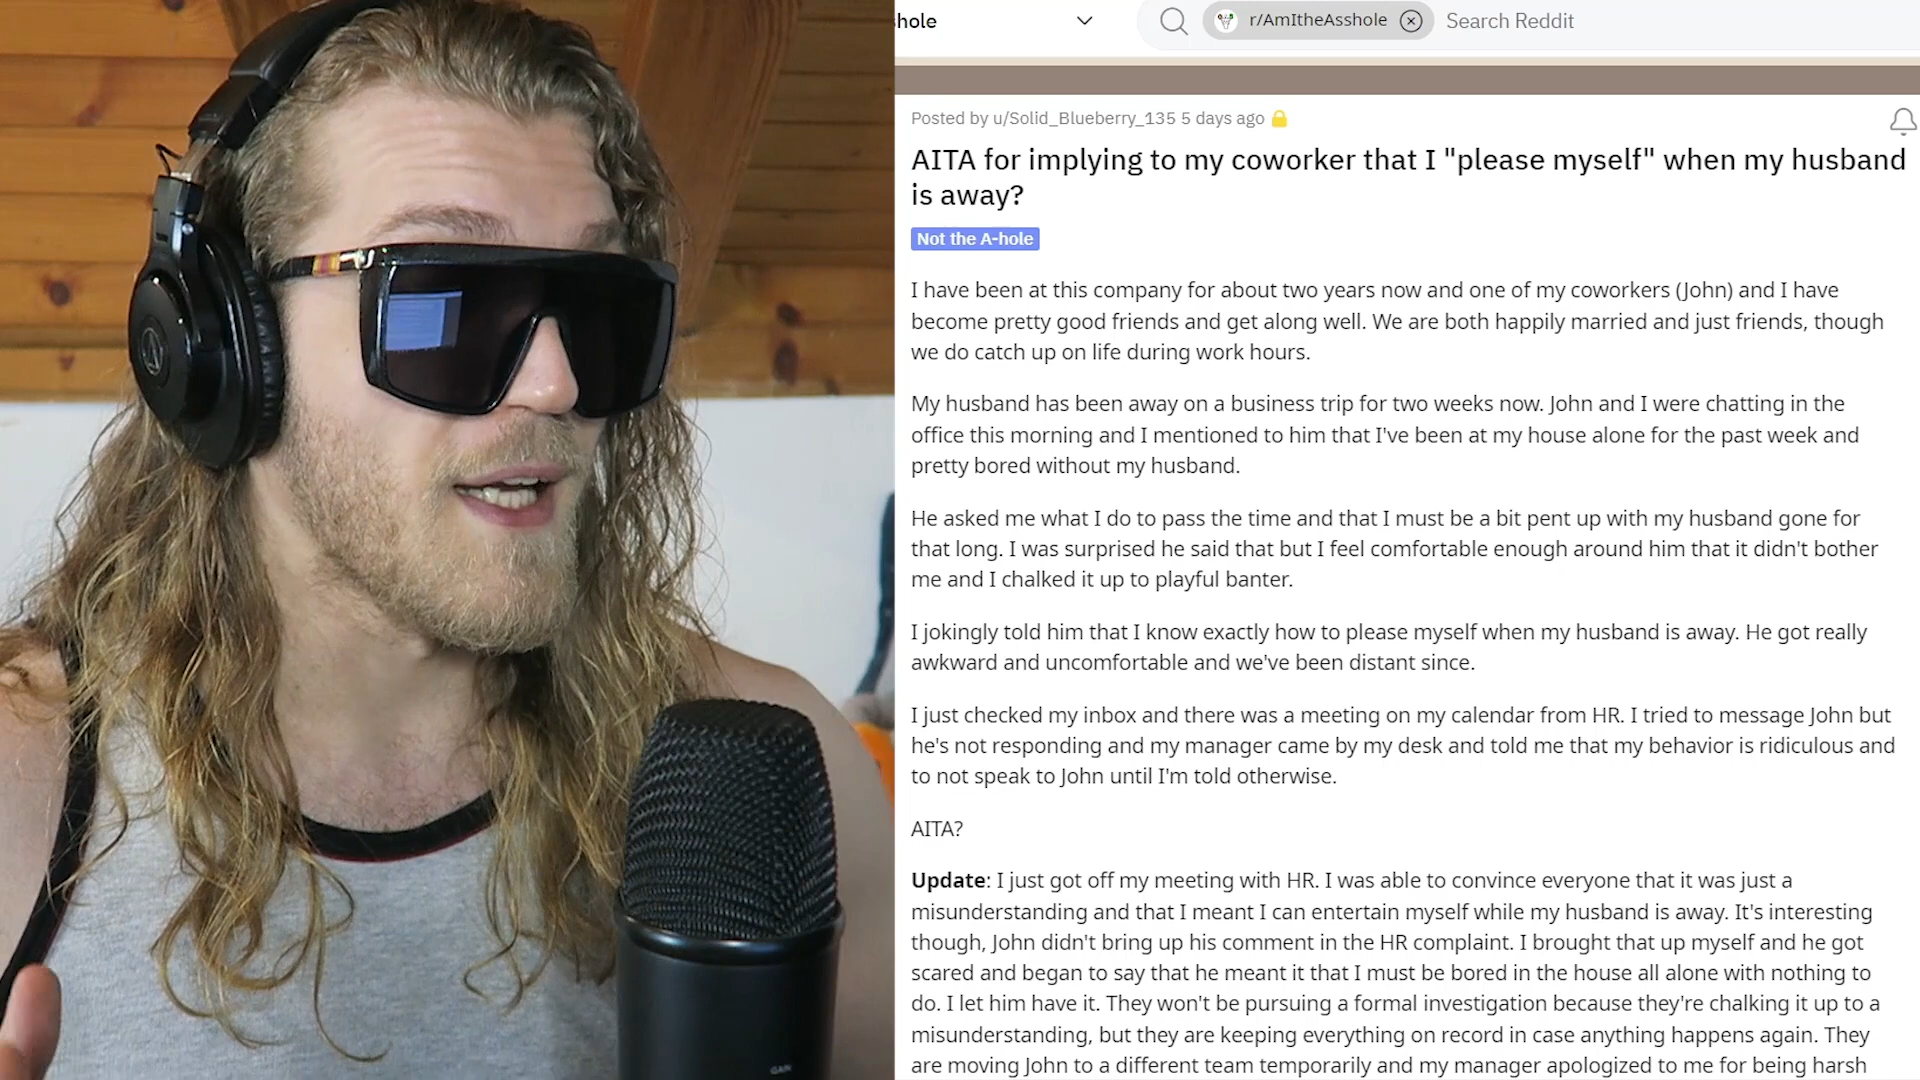 hole
r/AmItheAsshole
Search Reddit
Posted by u/Solid_Blueberry_135 5 days ago
AITA for implying to my coworker that I "please myself" when my husband
is away?
Not the A-hole
I have been at this company for about two years now and one of my coworkers (John) and I have
become pretty good friends and get along well. We are both happily married and just friends, though
we do catch up on life during work hours.
My husband has been away on a business trip for two weeks now. John and I were chatting in the
office this morning and I mentioned to him that I've been at my house alone for the past week and
pretty bored without my husband.
He asked me what I do to pass the time and that I must be a bit pent up with my husband gone for
that long. I was surprised he said that but I feel comfortable enough around him that it didn't bother
me and I chalked it up to playful banter.
I jokingly told him that I know exactly how to please myself when my husband is away. He got really
awkward and uncomfortable and we've been distant since.
I just checked my inbox and there was a meeting on my calendar from HR. I tried to message John but
he's not responding and my manager came by my desk and told me that my behavior is ridiculous and
to not speak to John until I'm told otherwise.
AITA?
Update: I just got off my meeting with HR. I was able to convince everyone that it was just a
misunderstanding and that I meant I can entertain myself while my husband is away. It's interesting
though, John didn't bring up his comment in the HR complaint. I brought that up myself and he got
scared and began to say that he meant it that I must be bored in the house all alone with nothing to
do. I let him have it. They won't be pursuing a formal investigation because they're chalking it up to a
misunderstanding, but they are keeping everything on record in case anything happens again. They
are moving John to a different team temporarily and my manager apologized to me for being harsh
GAIN